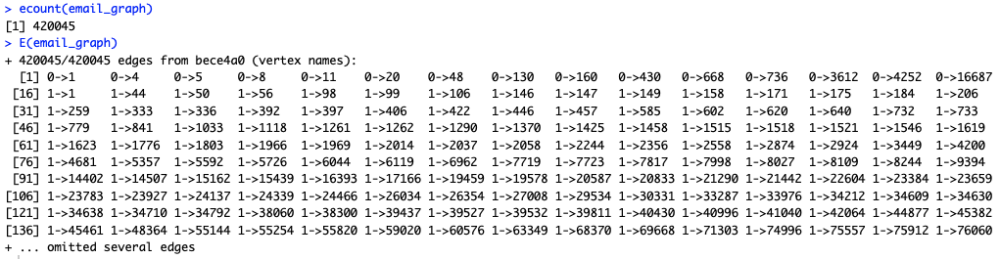 > ecount(email_graph)
[1] 420045
> E(email_graph)
+ 420045/420045 edges from bece4a0 (vertex names):
[1] 0->1 0->4 0->5 0->8 0->11 0->20 0->48 0->130 0->160 0->430 0->668 0->736 0->3612 0->4252 0->16687
[16] 1->1 1->44 1->50 1->56 1->98 1->99 1->106 1->146 1->147 1->149 1->158 1->171 1->175 1->184 1->206
[31] 1->259 1->333 1->336 1->392 1->397 1->406 1->422 1->446 1->457 1->585 1->602 1->620 1->640 1->732 1->733
[46] 1->779 1->841 1->1033 1->1118 1->1261 1->1262 1->1290 1->1370 1->1425 1->1458 1->1515 1->1518 1->1521 1->1546 1->1619
[61] 1->1623 1->1776 1->1803 1->1966 1->1969 1->2014 1->2037 1->2058 1->2244 1->2356 1->2558 1->2874 1->2924 1->3449 1->4200
[76] 1->4681 1->5357 1->5592 1->5726 1->6044 1->6119 1->6962 1->7719 1->7723 1->7817 1->7998 1->8027 1->8109 1->8244 1->9394
[91] 1->14402 1->14507 1->15162 1->15439 1->16393 1->17166 1->19459 1->19578 1->20587 1->20833 1->21290 1->21442 1->22604 1->23384 1->23659
[106] 1->23783 1->23927 1->24137 1->24339 1->24466 1->26034 1->26354 1->27008 1->29534 1->30331 1->33287 1->33976 1->34212 1->34609 1->34630
[121] 1->34638 1->34710 1->34792 1->38060 1->38300 1->39437 1->39527 1->39532 1->39811 1->40430 1->40996 1->41040 1->42064 1->44877 1->45382
[136] 1->45461 1->48364 1->55144 1->55254 1->55820 1->59020 1->60576 1->63349 1->68370 1->69668 1->71303 1->74996 1->75557 1->75912 1->76060
+ ... omitted several edges